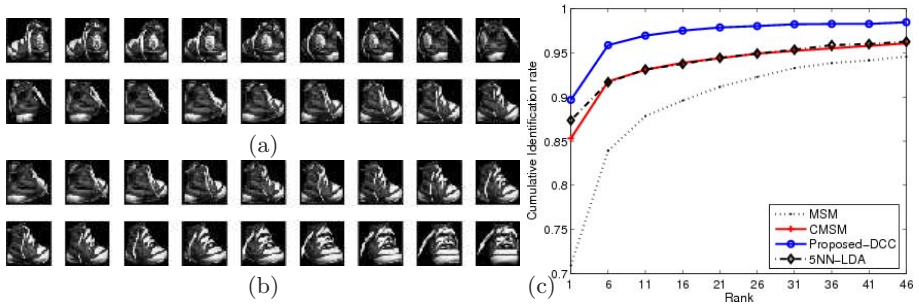 (a)
(b)
(c)
Cumulative Identification rate
1
0.95
0.9
0.85
0.8
0.75
0.7
MSM
CMSM
Proposed-DCC
5NN-LDA
1 6 11 16 21 26 31 36 41 46
Rank